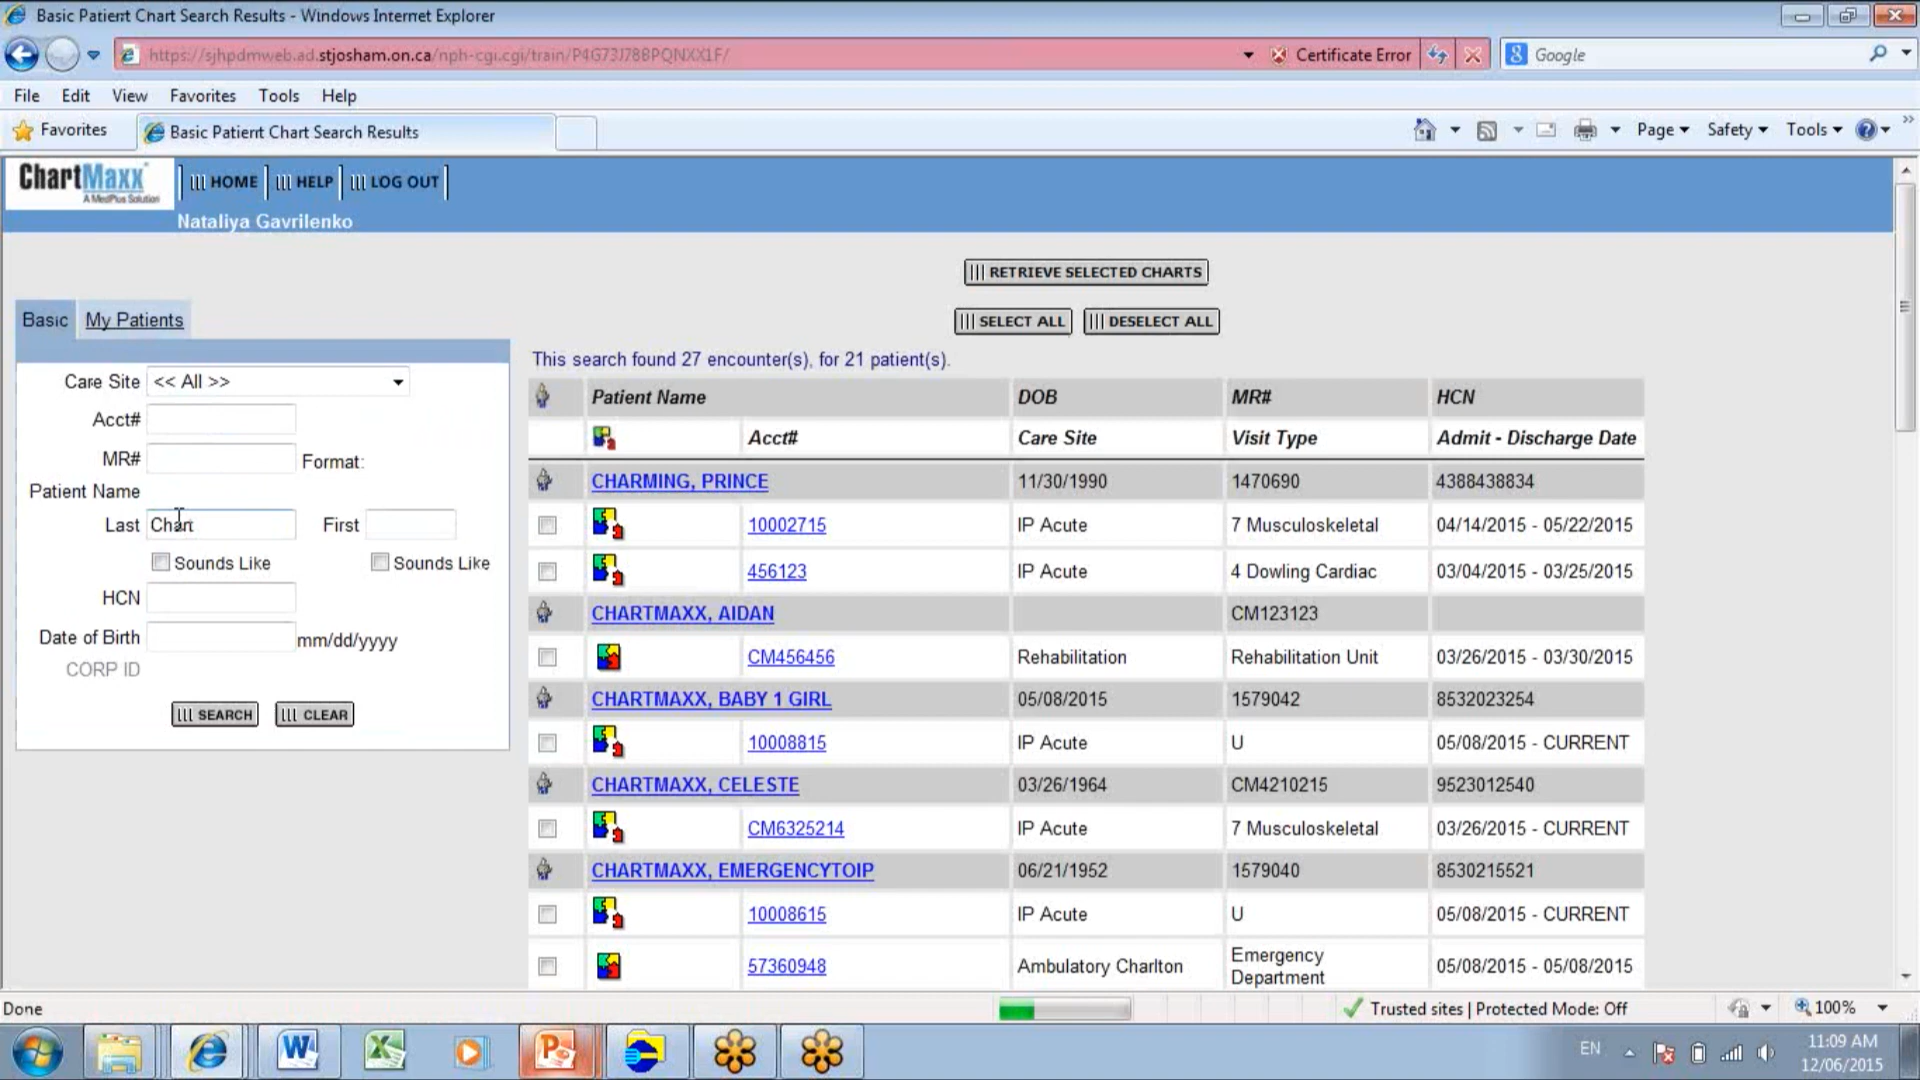 Basic Patient Chart Search Results - Windows Internet Explorer
https://sjhpdmweb.ad.stjosham.on.ca/nph-cgi.cgi/train/P4G73J788PQNXX1F/ Certificate Error Google
File Edit View Favorites Tools Help
Favorites Basic Patient Chart Search Results Page Safety Tools
ChartMaxx A MedPlus Solution HOME HELP LOG OUT
Nataliya Gavrilenko
RETRIEVE SELECTED CHARTS
SELECT ALL DESELECT ALL
Basic My Patients
Care Site << All >>
Acct#
MR# Format:
Patient Name
Last Chart First
Sounds Like Sounds Like
HCN
Date of Birth mm/dd/yyyy
CORP ID
SEARCH CLEAR
This search found 27 encounter(s), for 21 patient(s).
Patient Name DOB MR# HCN
Acct# Care Site Visit Type Admit - Discharge Date
CHARMING, PRINCE 11/30/1990 1470690 4388438834
10002715 IP Acute 7 Musculoskeletal 04/14/2015 - 05/22/2015
456123 IP Acute 4 Dowling Cardiac 03/04/2015 - 03/25/2015
CHARTMAXX, AIDAN CM123123
CM456456 Rehabilitation Rehabilitation Unit 03/26/2015 - 03/30/2015
CHARTMAXX, BABY 1 GIRL 05/08/2015 1579042 8532023254
10008815 IP Acute U 05/08/2015 - CURRENT
CHARTMAXX, CELESTE 03/26/1964 CM4210215 9523012540
CM6325214 IP Acute 7 Musculoskeletal 03/26/2015 - CURRENT
CHARTMAXX, EMERGENCYTOIP 06/21/1952 1579040 8530215521
10008615 IP Acute U 05/08/2015 - CURRENT
57360948 Ambulatory Charlton Emergency Department 05/08/2015 - 05/08/2015
Done Trusted sites | Protected Mode: Off 100%
EN 11:09 AM
12/06/2015